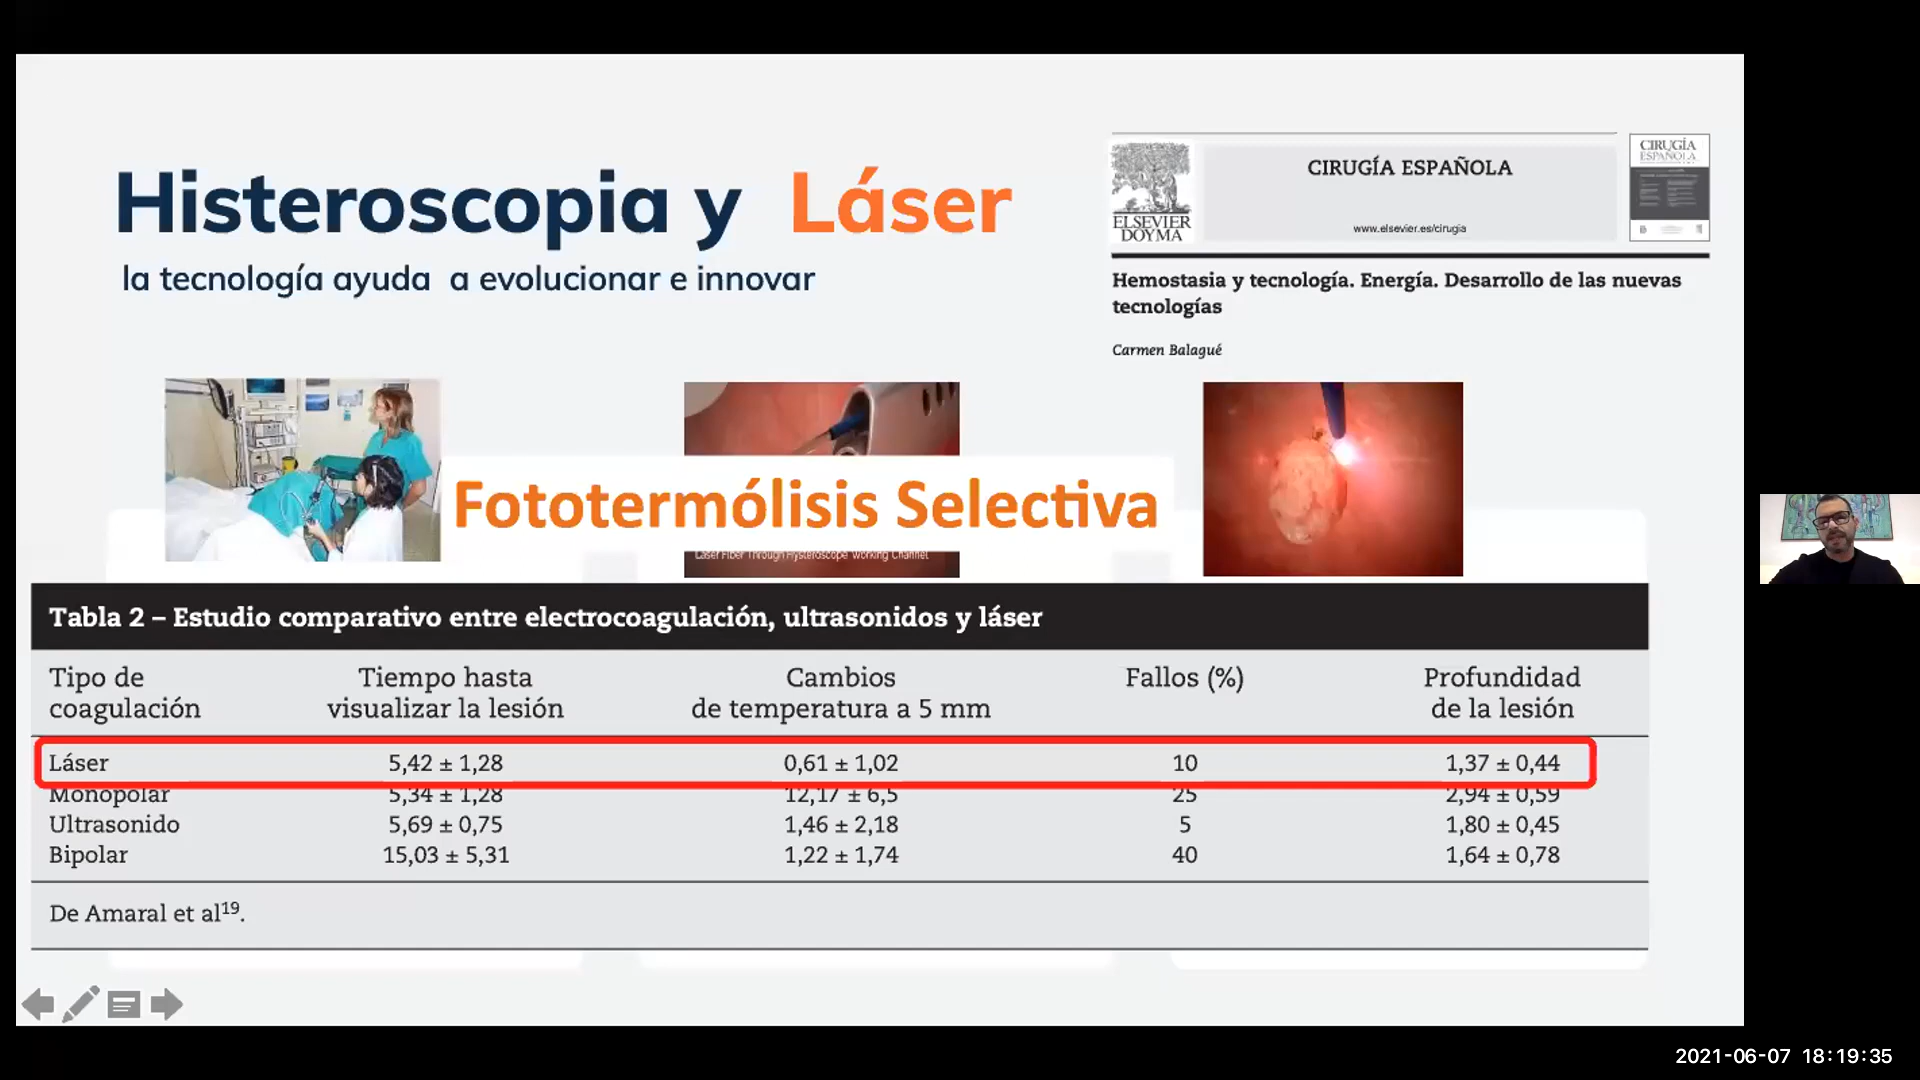 Histeroscopia y Láser
la tecnología ayuda a evolucionar e innovar
ELSEVIER
DOYMA
CIRUGÍA ESPAÑOLA
www.elsevier.es/cirugia
CIRUGÍA
ESPAÑOLA
Hemostasia y tecnología. Energía. Desarrollo de las nuevas
tecnologías
Carmen Balagué
Fototermólisis Selectiva
Laser Fiber Through Hysteroscope Working Channel
Tabla 2 – Estudio comparativo entre electrocoagulación, ultrasonidos y láser
Tipo de coagulación Tiempo hasta visualizar la lesión Cambios de temperatura a 5 mm Fallos (%) Profundidad de la lesión
Láser 5,42 ± 1,28 0,61 ± 1,02 10 1,37 ± 0,44
Monopolar 5,34 ± 1,28 12,17 ± 6,5 25 2,94 ± 0,59
Ultrasonido 5,69 ± 0,75 1,46 ± 2,18 5 1,80 ± 0,45
Bipolar 15,03 ± 5,31 1,22 ± 1,74 40 1,64 ± 0,78
De Amaral et al19.
2021-06-07 18:19:35